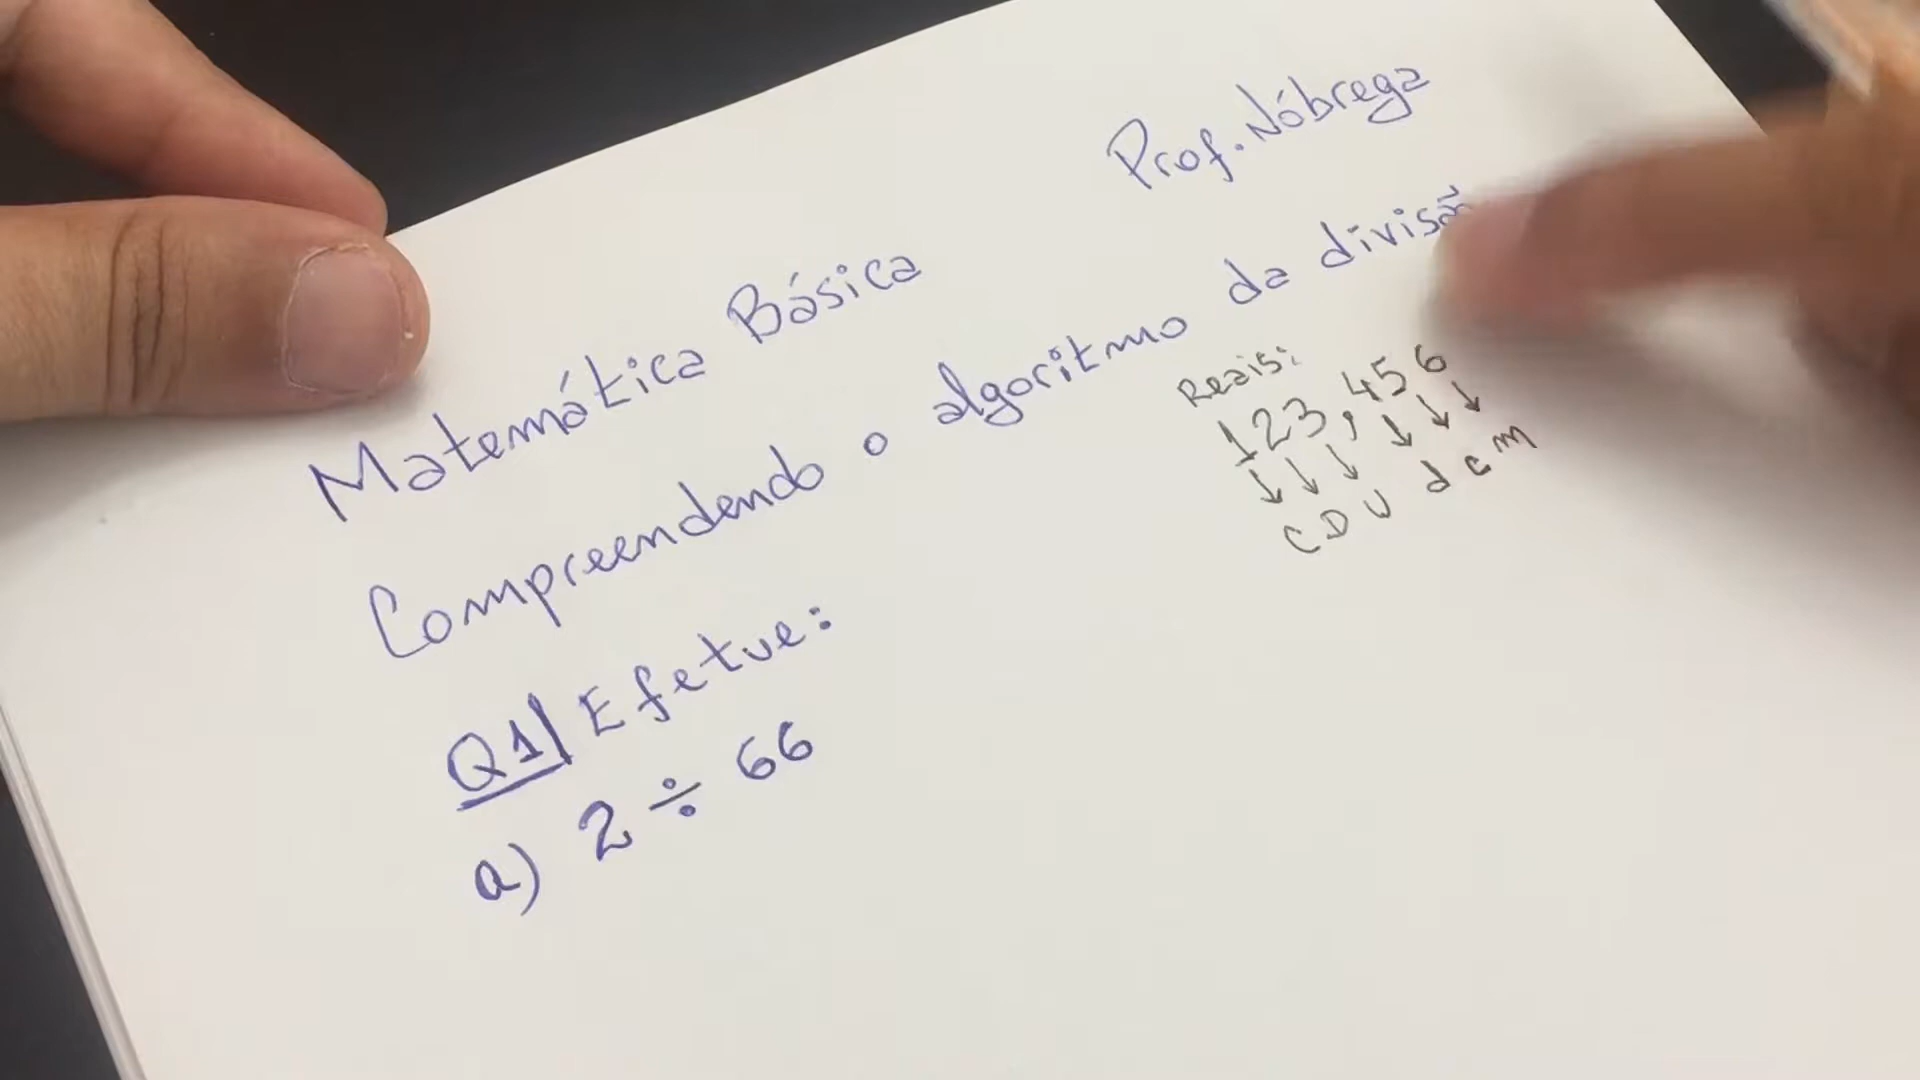 Prof. Nóbrega
Matemática Básica
Compreendendo o algoritmo da divisão
Reais:
123,456
↓ ↓ ↓ ↓ ↓ ↓
C D U d c m
Q1| Efetue:
a) 2 ÷ 66